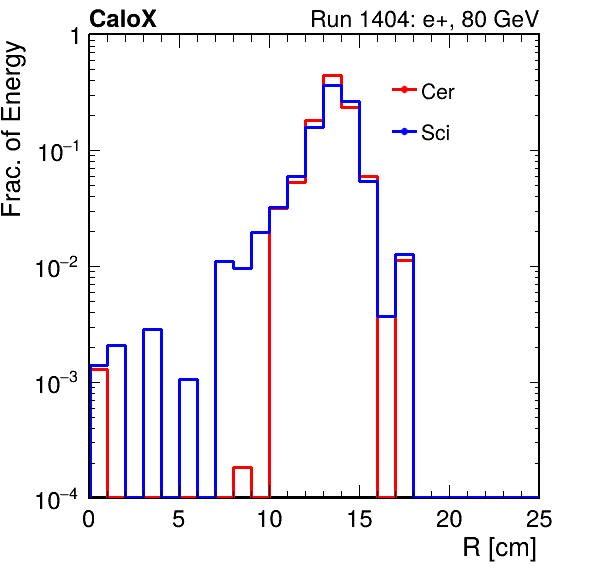 CaloX Run 1404: e+, 80 GeV
Frac. of Energy
1
10⁻¹
10⁻²
10⁻³
10⁻⁴
Cer
Sci
0 5 10 15 20 25
R [cm]